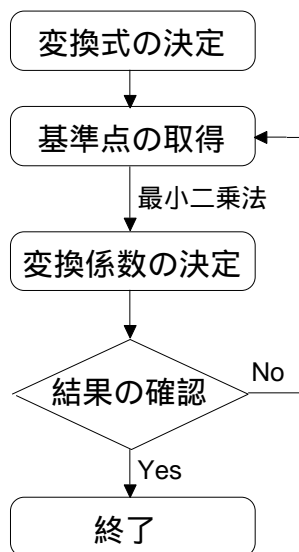 変換式の決定
基準点の取得
最小二乗法
変換係数の決定
結果の確認
No
Yes
終了